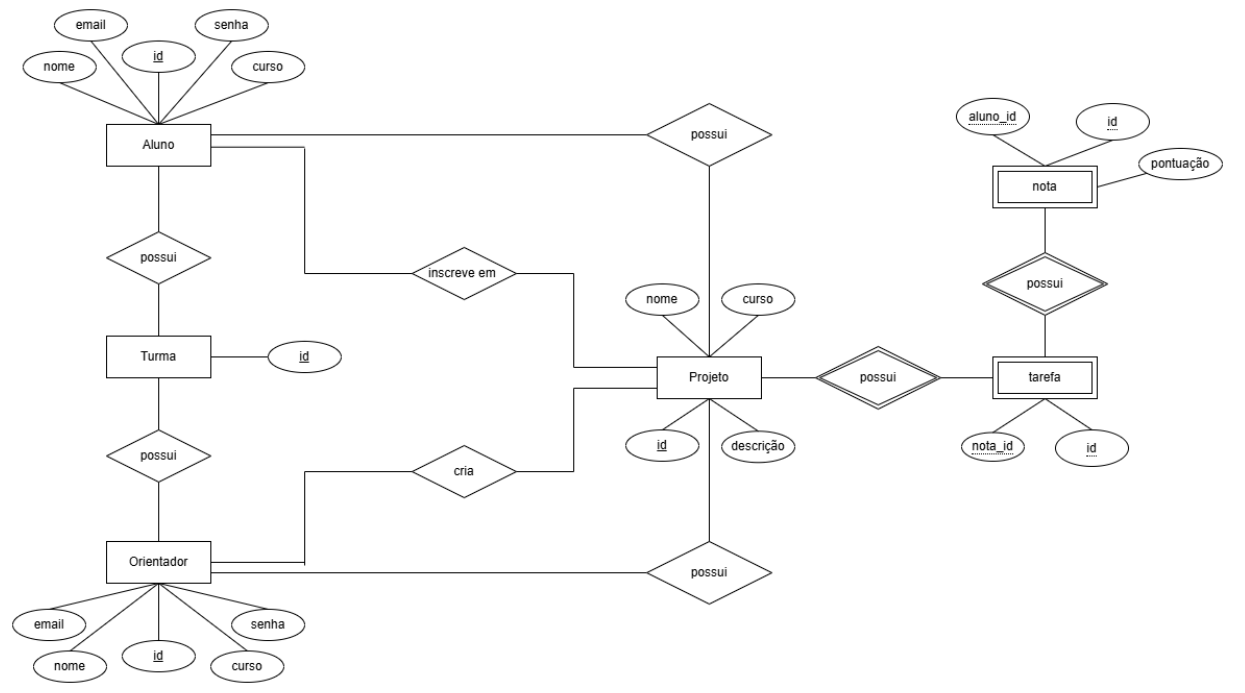 email
senha
nome
id
curso
Aluno
possui
aluno_id
id
pontuação
nota
possui
inscreve em
possui
nome
curso
Turma
id
Projeto
possui
tarefa
id
descrição
nota_id
id
possui
cria
Orientador
possui
email
senha
nome
id
curso